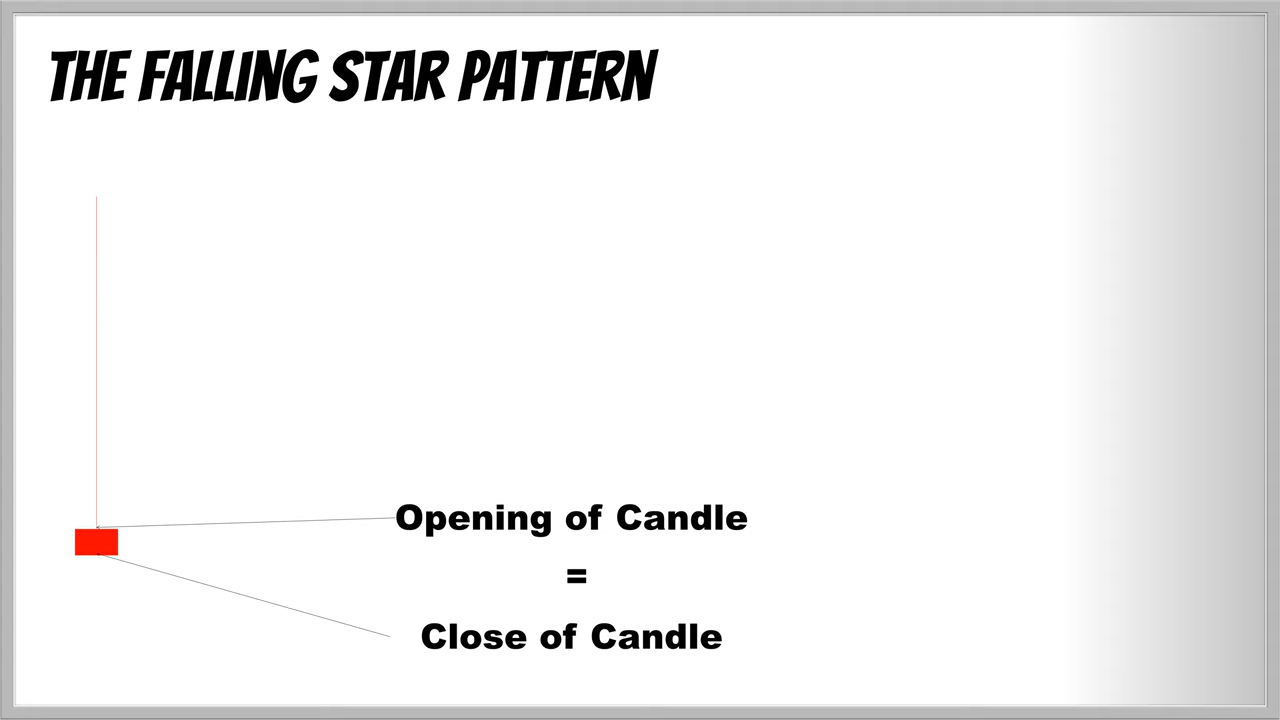 THE FALLING STAR PATTERN
Opening of Candle
=
Close of Candle